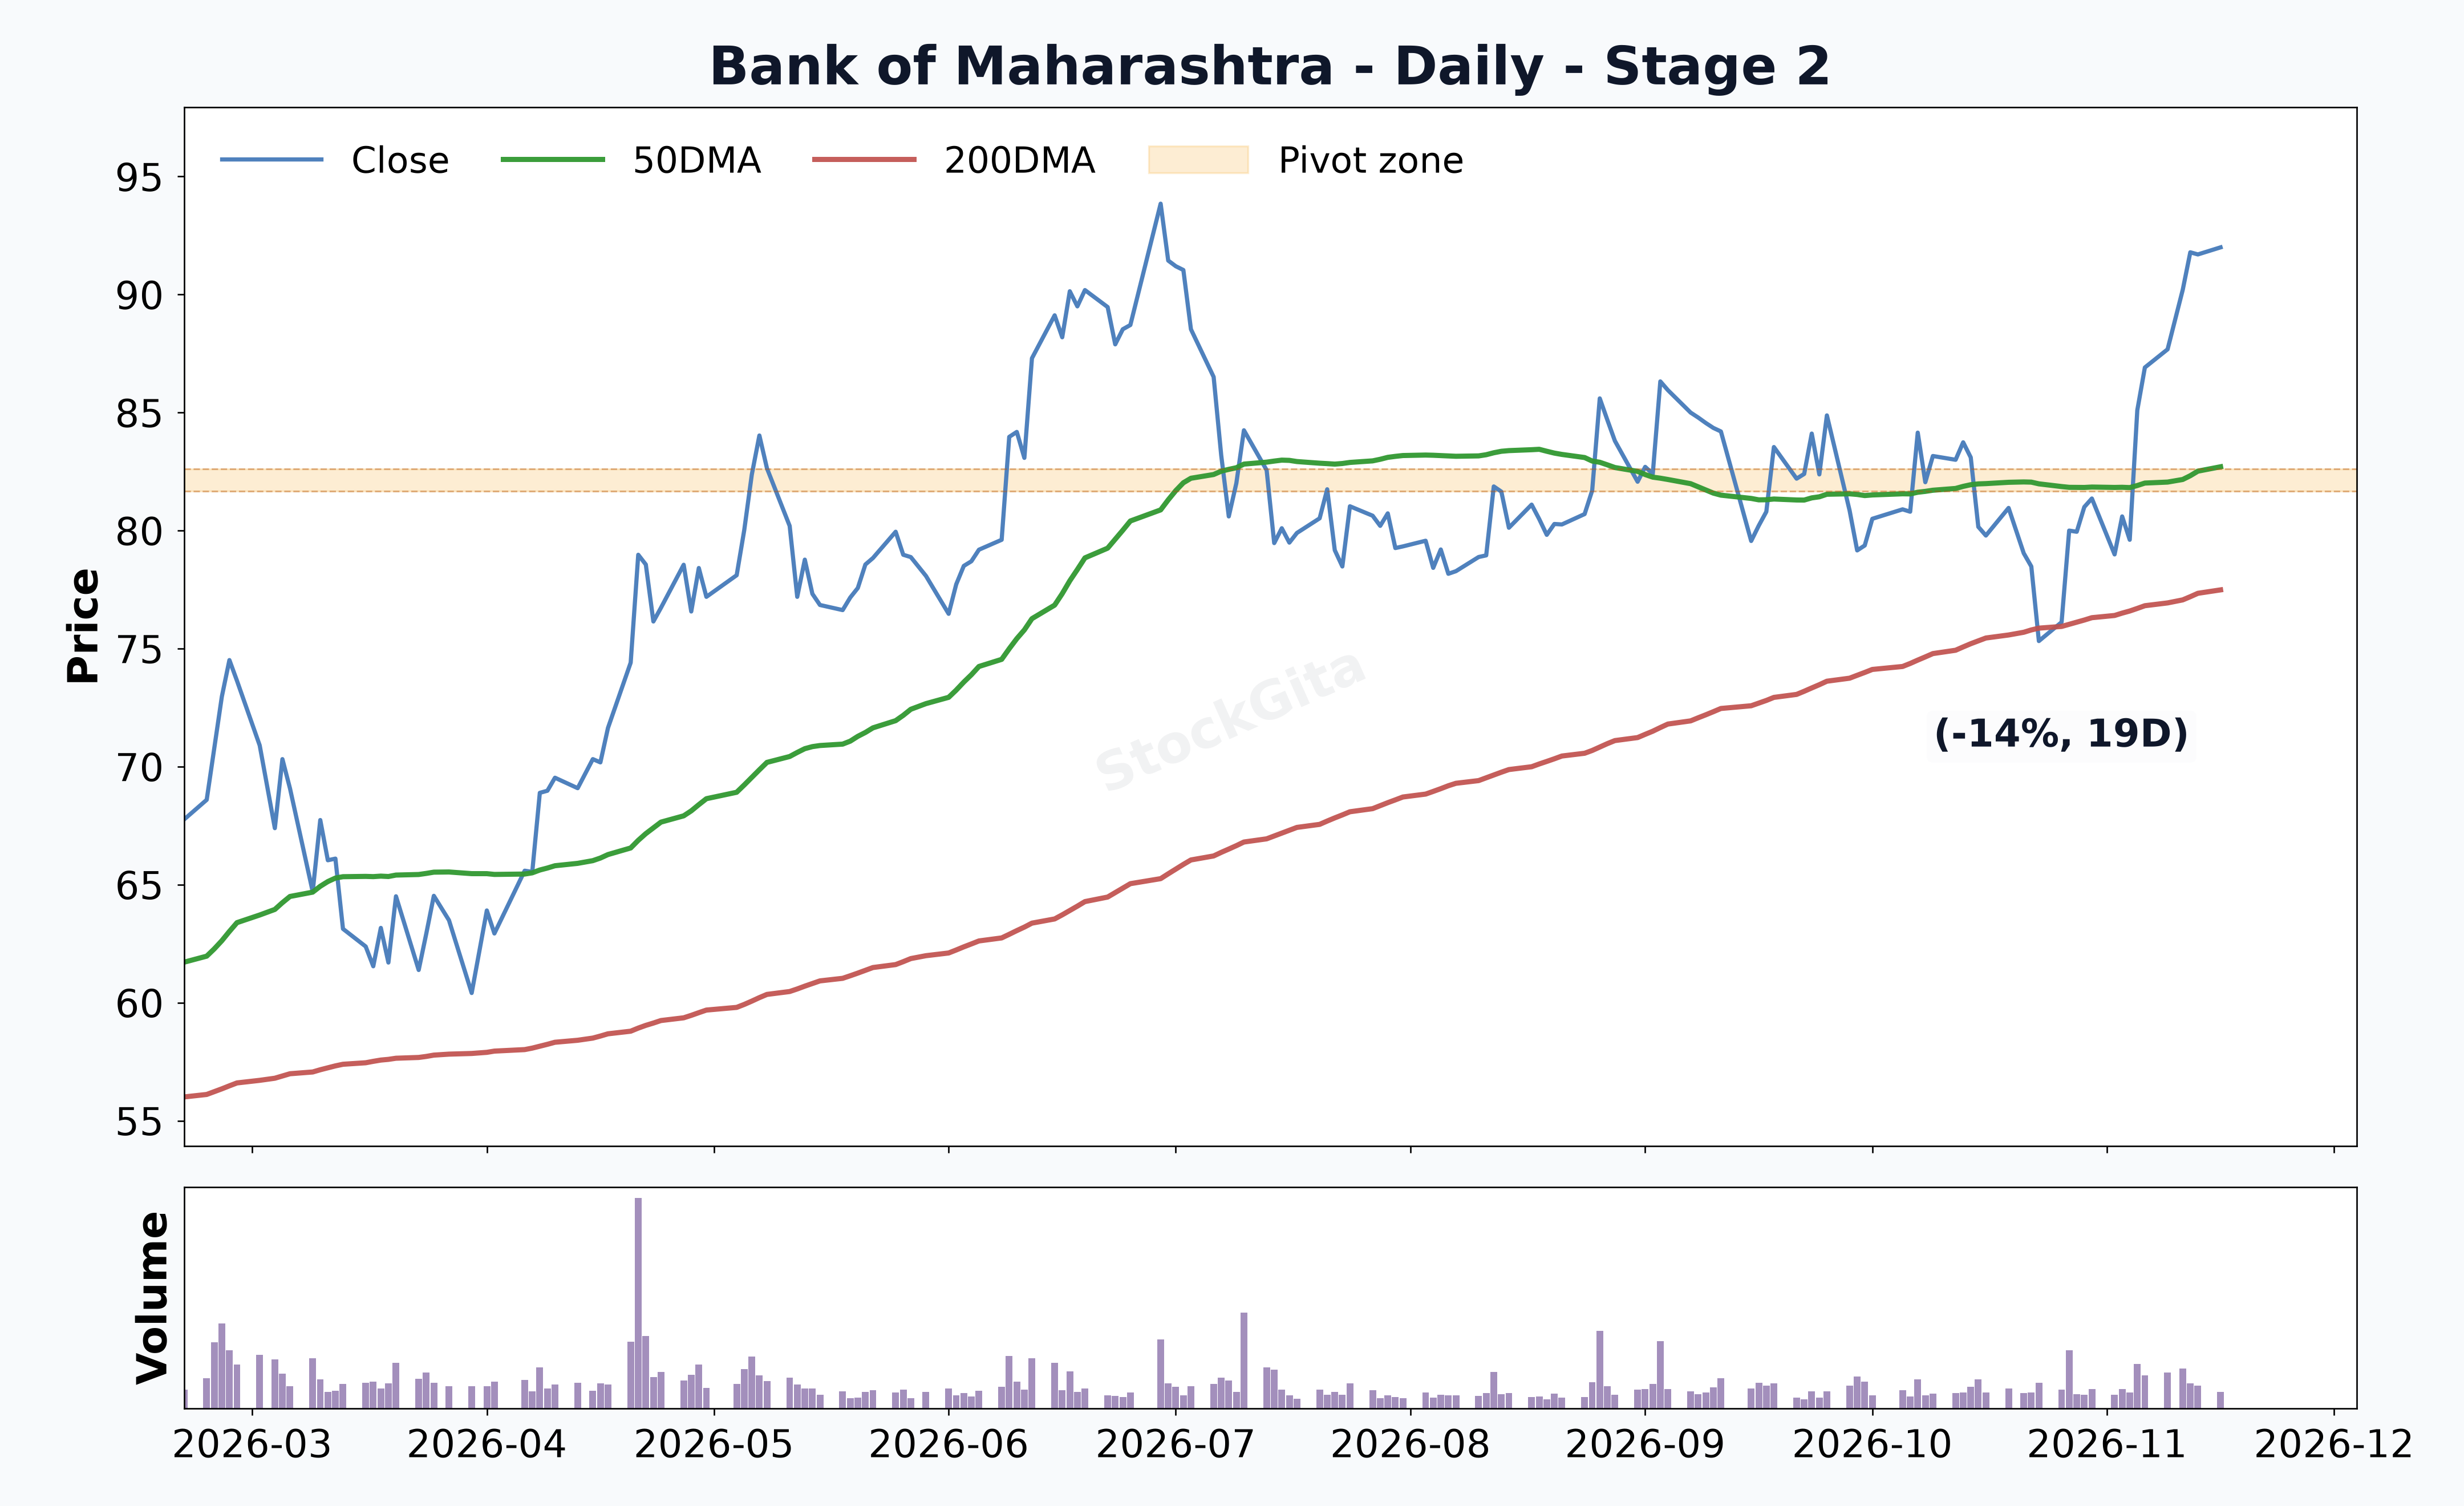 Bank of Maharashtra - Daily - Stage 2
Close 50DMA 200DMA Pivot zone
95
90
85
80
75
70
65
60
55
Price
StockGita
(-14%, 19D)
Volume
2026-03 2026-04 2026-05 2026-06 2026-07 2026-08 2026-09 2026-10 2026-11 2026-12